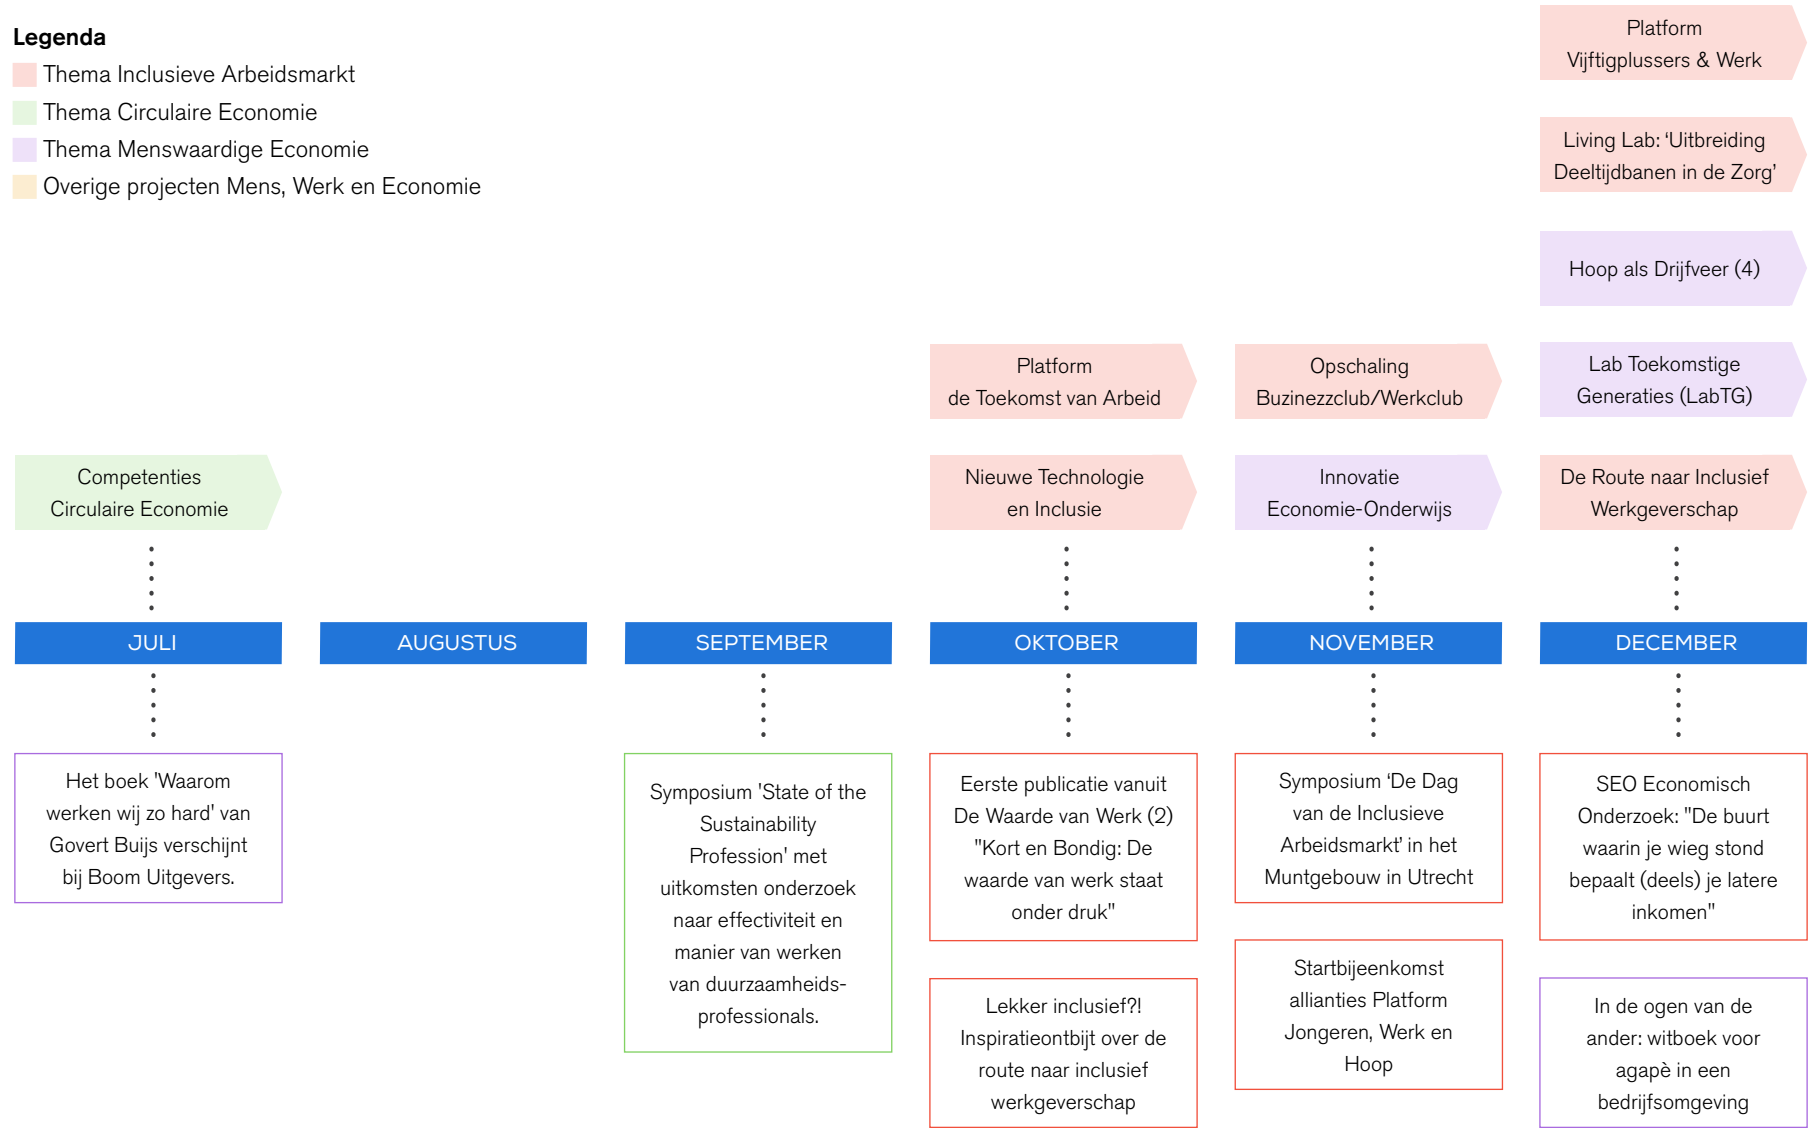 Legenda
Thema Inclusieve Arbeidsmarkt
Thema Circulaire Economie
Thema Menswaardige Economie
Overige projecten Mens, Werk en Economie
Platform
Vijftigplussers & Werk
Living Lab: ‘Uitbreiding
Deeltijdbanen in de Zorg’
Hoop als Drijfveer (4)
Platform
de Toekomst van Arbeid
Opschaling
Buzinezzclub/Werkclub
Lab Toekomstige
Generaties (LabTG)
Competenties
Circulaire Economie
Nieuwe Technologie
en Inclusie
Innovatie
Economie-Onderwijs
De Route naar Inclusief
Werkgeverschap
JULI
AUGUSTUS
SEPTEMBER
OKTOBER
NOVEMBER
DECEMBER
Het boek 'Waarom
werken wij zo hard' van
Govert Buijs verschijnt
bij Boom Uitgevers.
Symposium 'State of the
Sustainability
Profession' met
uitkomsten onderzoek
naar effectiviteit en
manier van werken
van duurzaamheids-
professionals.
Eerste publicatie vanuit
De Waarde van Werk (2)
"Kort en Bondig: De
waarde van werk staat
onder druk"
Lekker inclusief?!
Inspiratieontbijt over de
route naar inclusief
werkgeverschap
Symposium ‘De Dag
van de Inclusieve
Arbeidsmarkt’ in het
Muntgebouw in Utrecht
Startbijeenkomst
allianties Platform
Jongeren, Werk en
Hoop
SEO Economisch
Onderzoek: "De buurt
waarin je wieg stond
bepaalt (deels) je latere
inkomen"
In de ogen van de
ander: witboek voor
agapè in een
bedrijfsomgeving